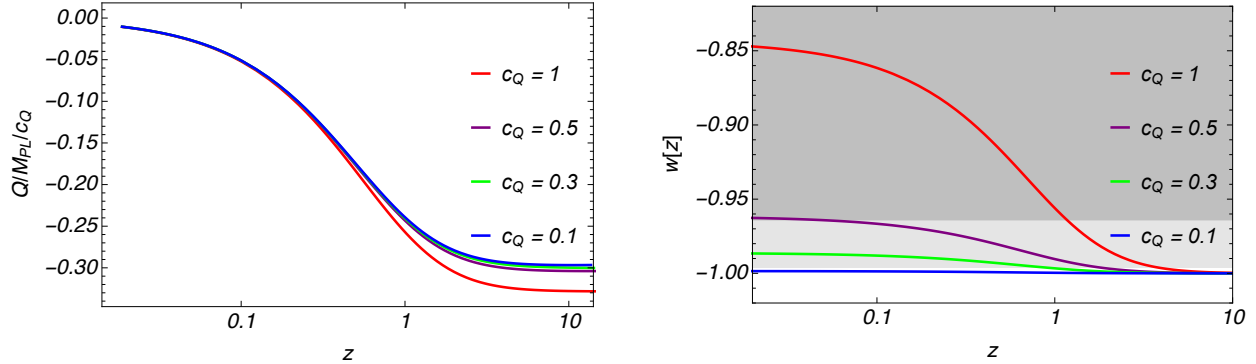 0.00
−0.05
−0.10
−0.15
−0.20
−0.25
−0.30
Q/M_PL/c_Q
0.1
1
10
z
c_Q = 1
c_Q = 0.5
c_Q = 0.3
c_Q = 0.1
−0.85
−0.90
−0.95
−1.00
w[z]
0.1
1
10
z
c_Q = 1
c_Q = 0.5
c_Q = 0.3
c_Q = 0.1